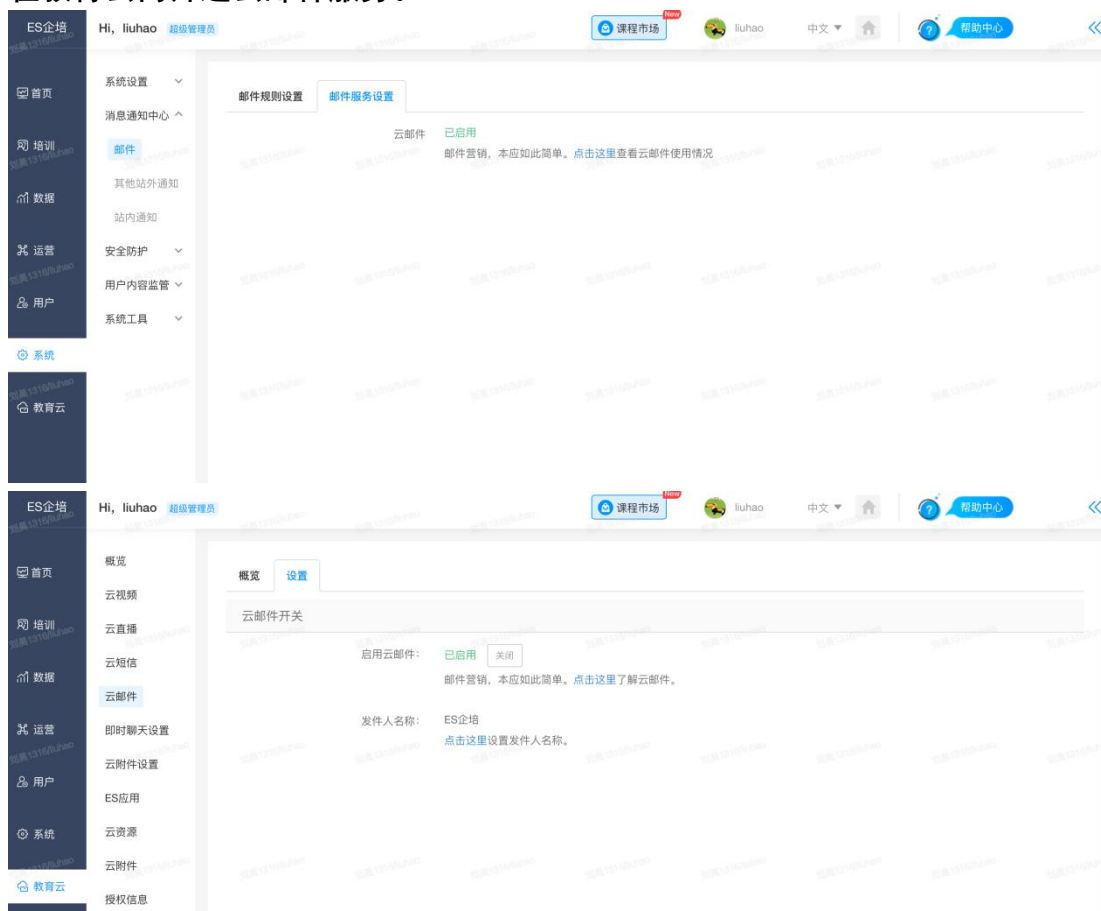 ES企培 Hi，liuhao 超级管理员 课程市场 New liuhao 中文 帮助中心
首页
培训
数据
运营
用户
系统
教育云
系统设置
消息通知中心
邮件
其他站外通知
站内通知
安全防护
用户内容监管
系统工具
邮件规则设置 邮件服务设置
云邮件 已启用
邮件营销，本应如此简单。点击这里查看云邮件使用情况
ES企培 Hi，liuhao 超级管理员 课程市场 New liuhao 中文 帮助中心
首页
培训
数据
运营
用户
系统
教育云
概览
云视频
云直播
云短信
云邮件
即时聊天设置
云附件设置
ES应用
云资源
云附件
授权信息
概览 设置
云邮件开关
启用云邮件： 已启用 关闭
邮件营销，本应如此简单。点击这里了解云邮件。
发件人名称： ES企培
点击这里设置发件人名称。